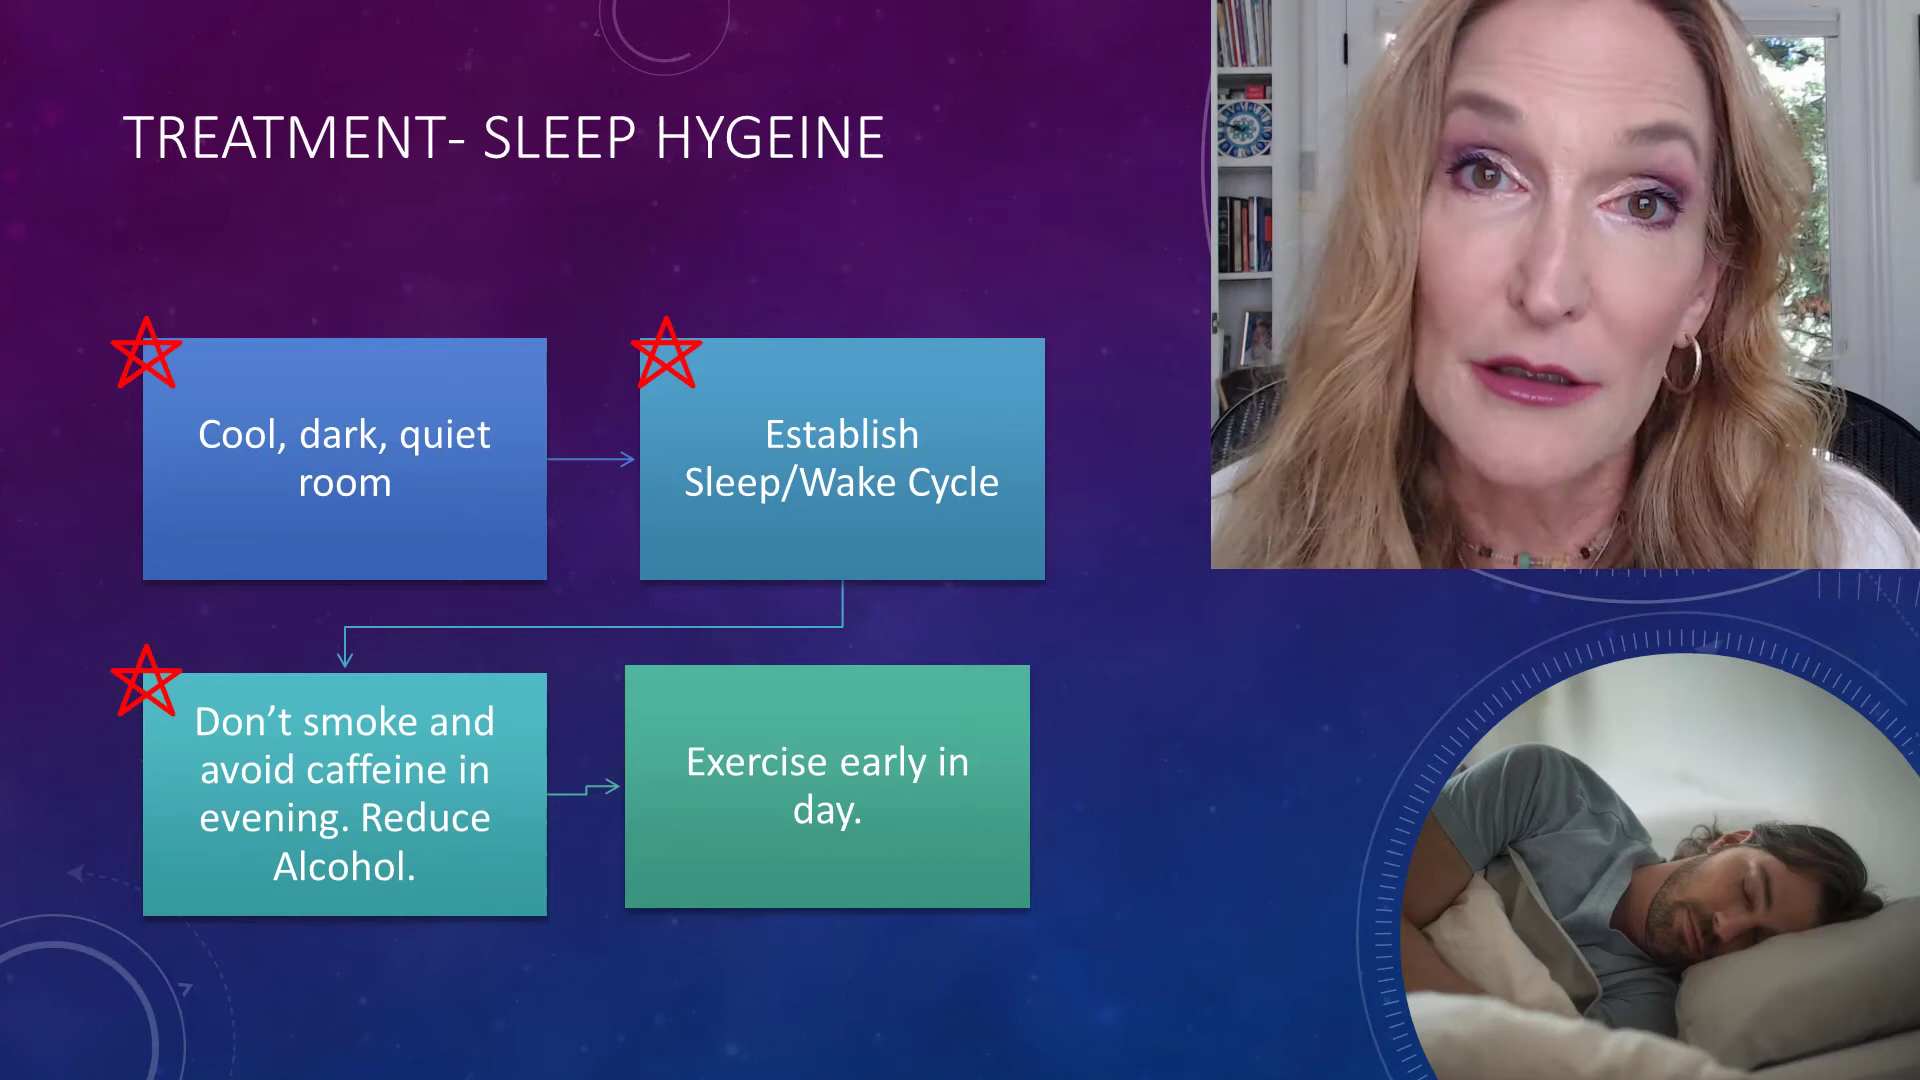 TREATMENT- SLEEP HYGEINE
Cool, dark, quiet
room
Establish
Sleep/Wake Cycle
Don’t smoke and
avoid caffeine in
evening. Reduce
Alcohol.
Exercise early in
day.